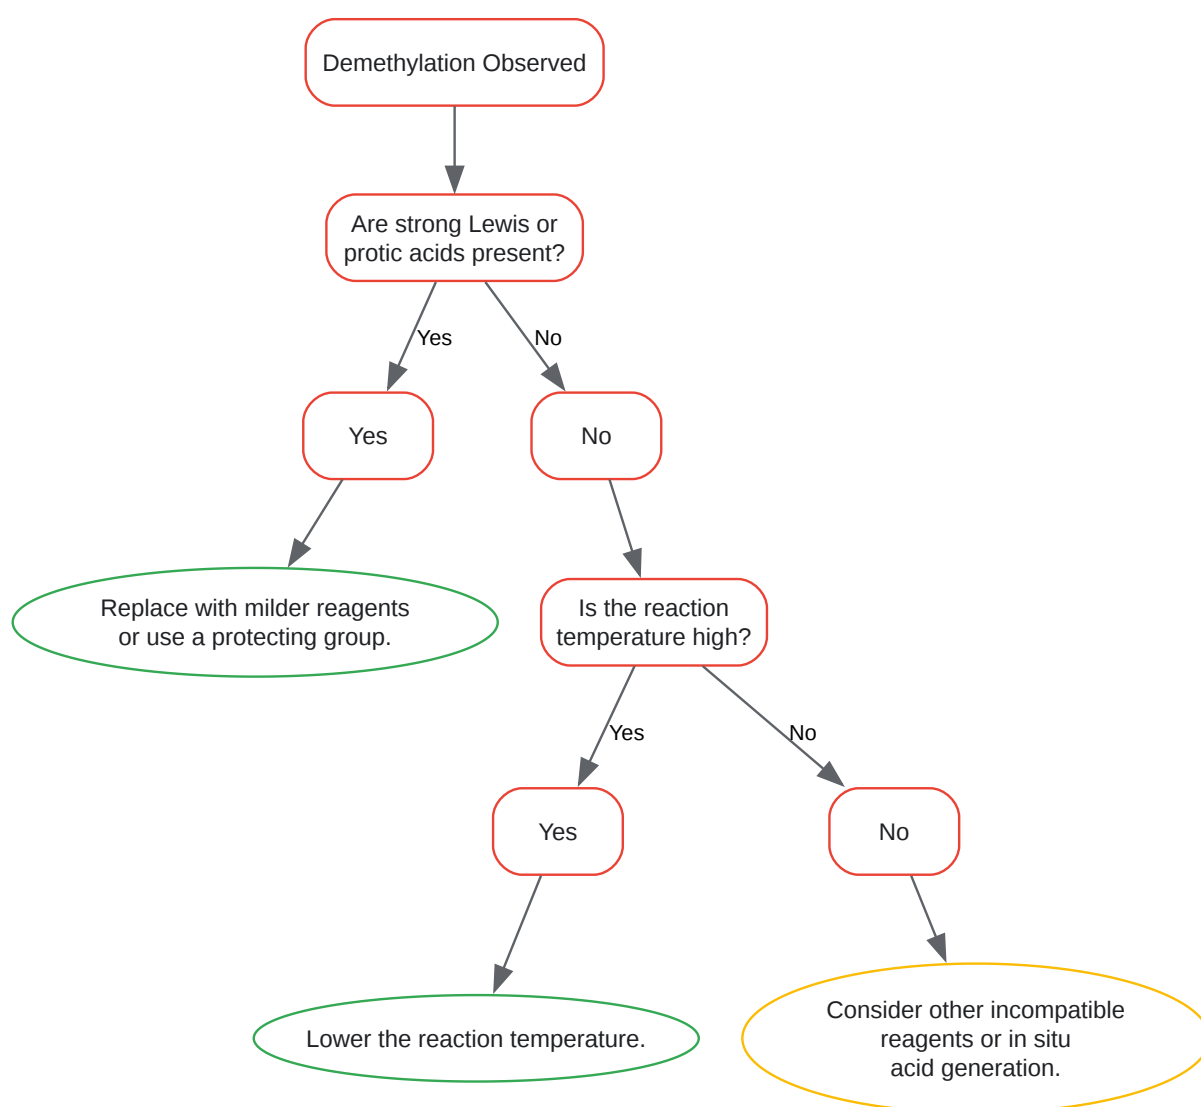 Demethylation Observed
Are strong Lewis or
protic acids present?
Yes
No
Yes
No
Replace with milder reagents
or use a protecting group.
Is the reaction
temperature high?
Yes
No
Yes
No
Lower the reaction temperature.
Consider other incompatible
reagents or in situ
acid generation.